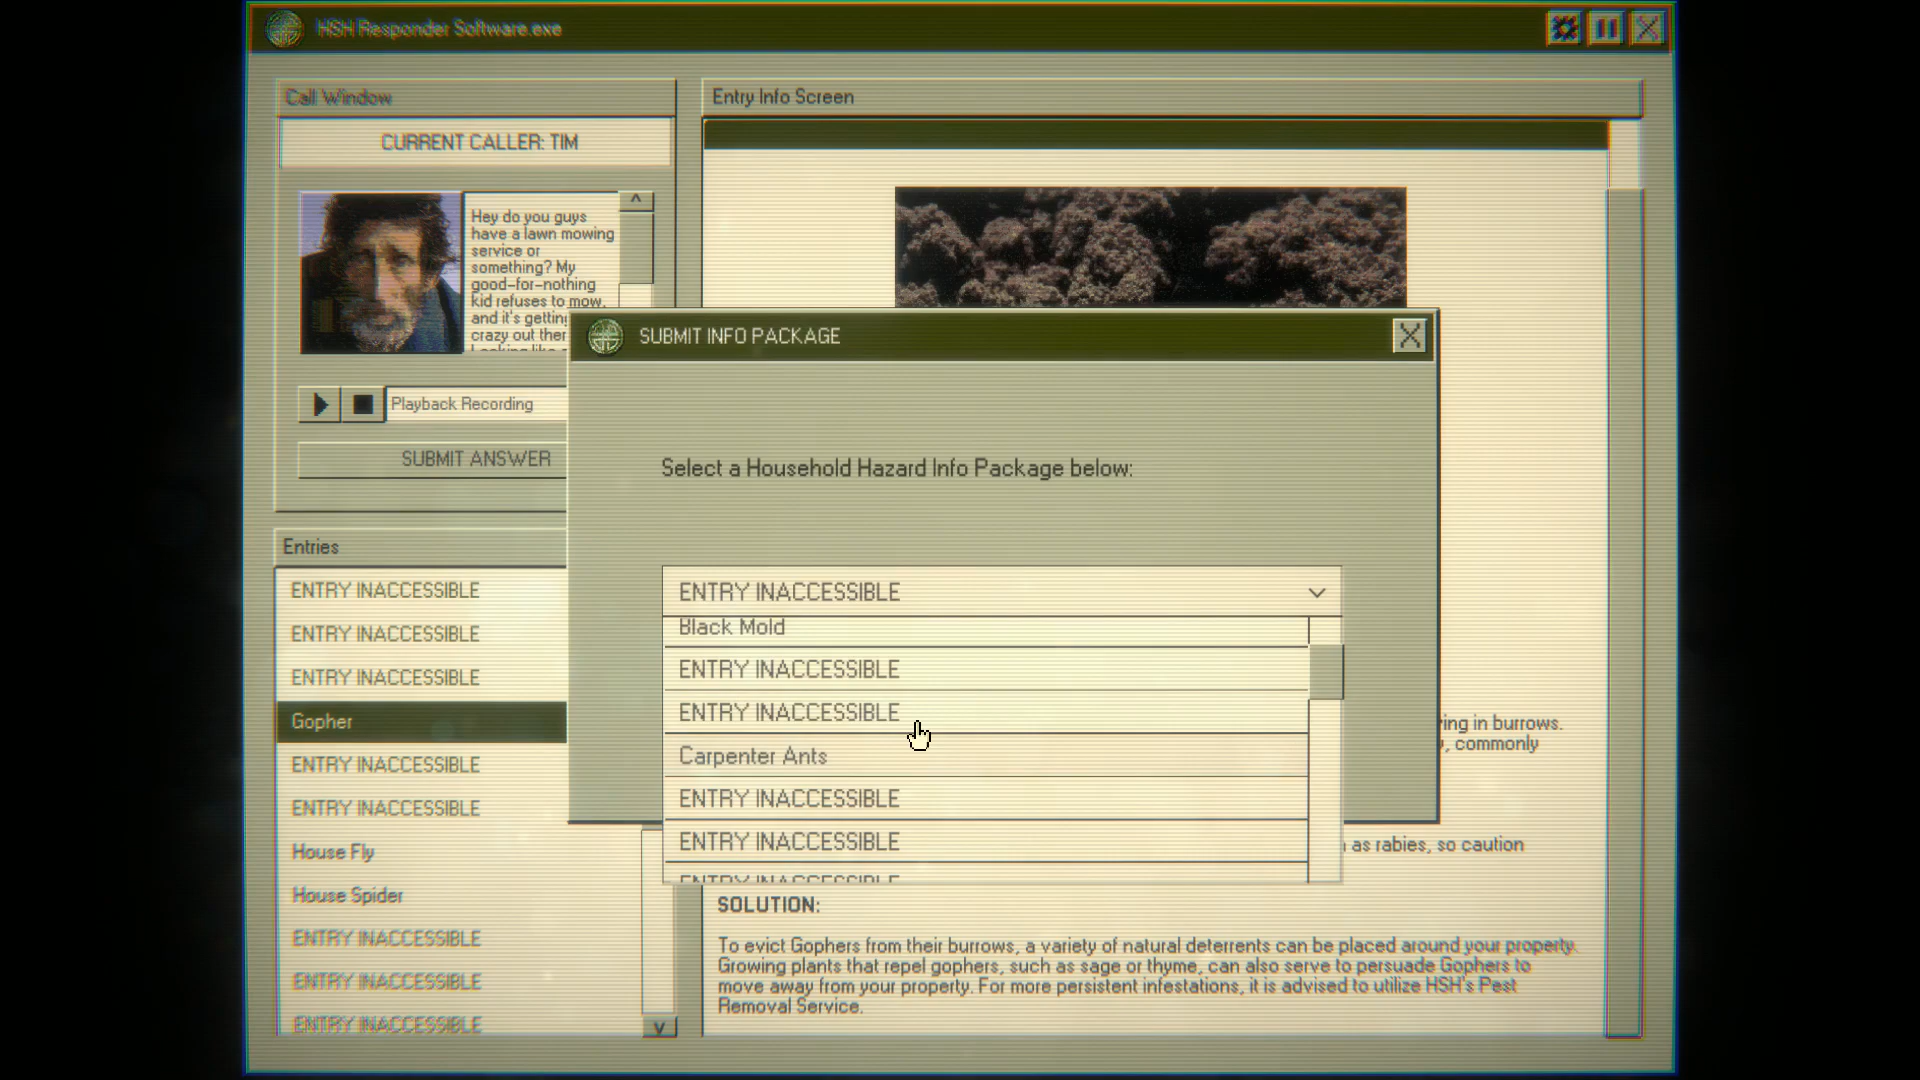 HSH Responder Software.exe
Call Window
CURRENT CALLER: TIM
Hey do you guys
have a lawn mowing
service or
something? My
good-for-nothing
kid refuses to mow,
and it's getting
crazy out ther
Looking like
Playback Recording
SUBMIT ANSWER
Entries
ENTRY INACCESSIBLE
ENTRY INACCESSIBLE
ENTRY INACCESSIBLE
Gopher
ENTRY INACCESSIBLE
ENTRY INACCESSIBLE
House Fly
House Spider
ENTRY INACCESSIBLE
ENTRY INACCESSIBLE
ENTRY INACCESSIBLE
Entry Info Screen
SUBMIT INFO PACKAGE
Select a Household Hazard Info Package below:
ENTRY INACCESSIBLE
Black Mold
ENTRY INACCESSIBLE
ENTRY INACCESSIBLE
Carpenter Ants
ENTRY INACCESSIBLE
ENTRY INACCESSIBLE
ENTRY INACCESSIBLE
ving in burrows.
, commonly
as rabies, so caution
SOLUTION:
To evict Gophers from their burrows, a variety of natural deterrents can be placed around your property.
Growing plants that repel gophers, such as sage or thyme, can also serve to persuade Gophers to
move away from your property. For more persistent infestations, it is advised to utilize HSH's Pest
Removal Service.